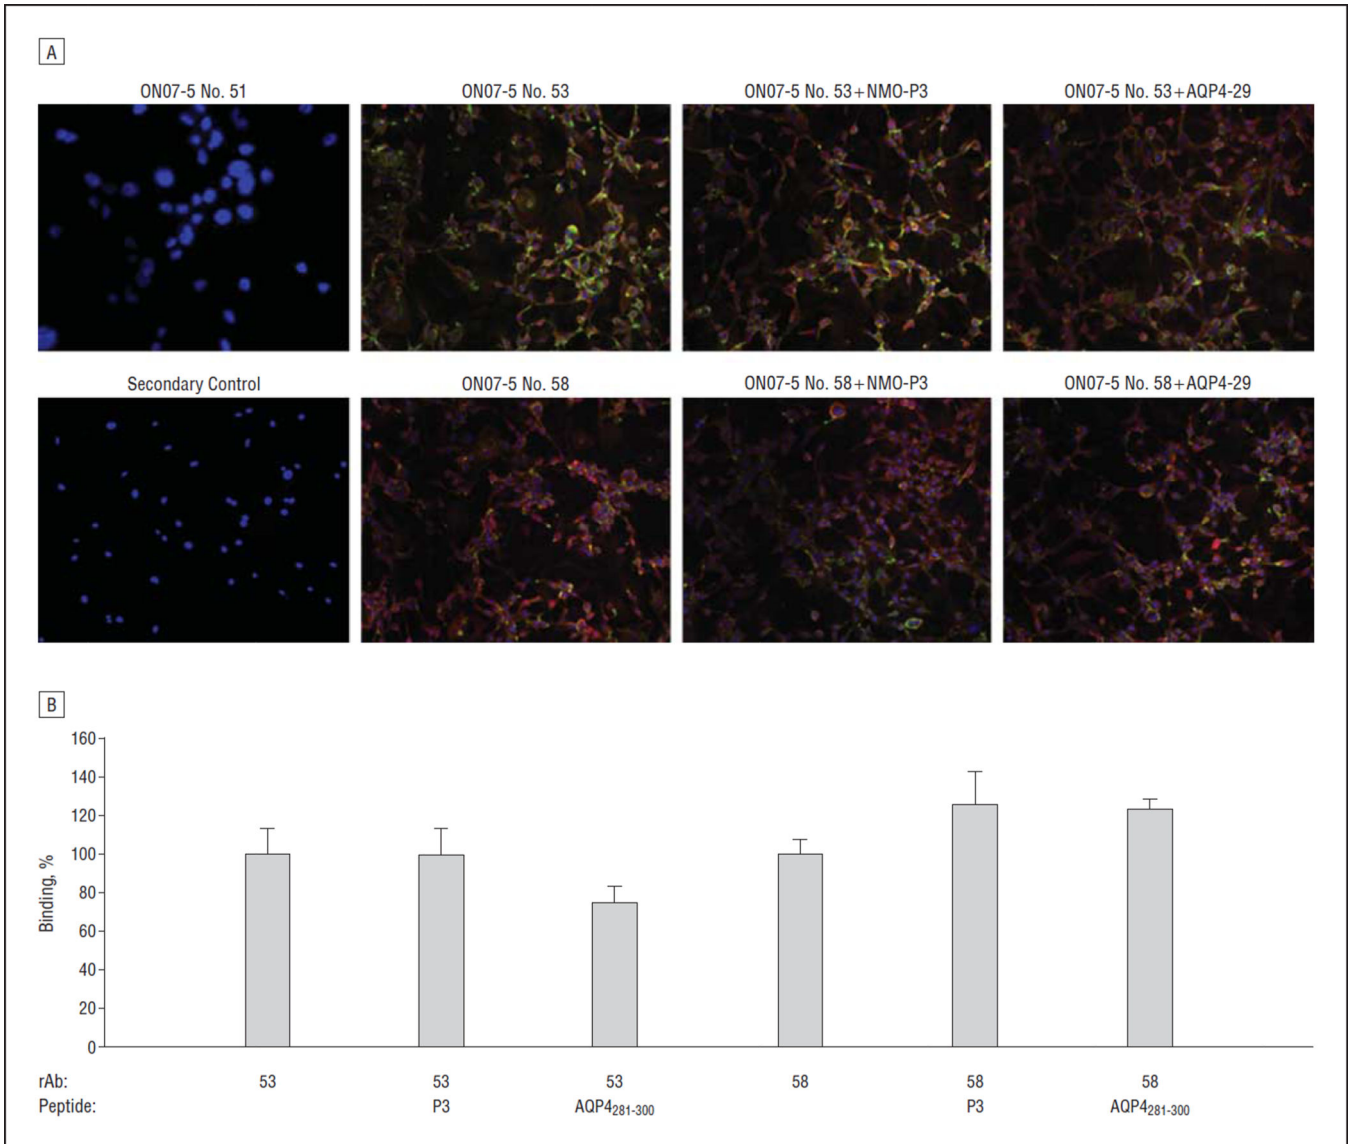 A
ON07-5 No. 51 ON07-5 No. 53 ON07-5 No. 53+NMO-P3 ON07-5 No. 53+AQP4-29
Secondary Control ON07-5 No. 58 ON07-5 No. 58+NMO-P3 ON07-5 No. 58+AQP4-29
B
160
140
120
100
80
60
40
20
0
Binding, %
rAb: 53 53 53 58 58 58
Peptide: P3 AQP4281-300 P3 AQP4281-300